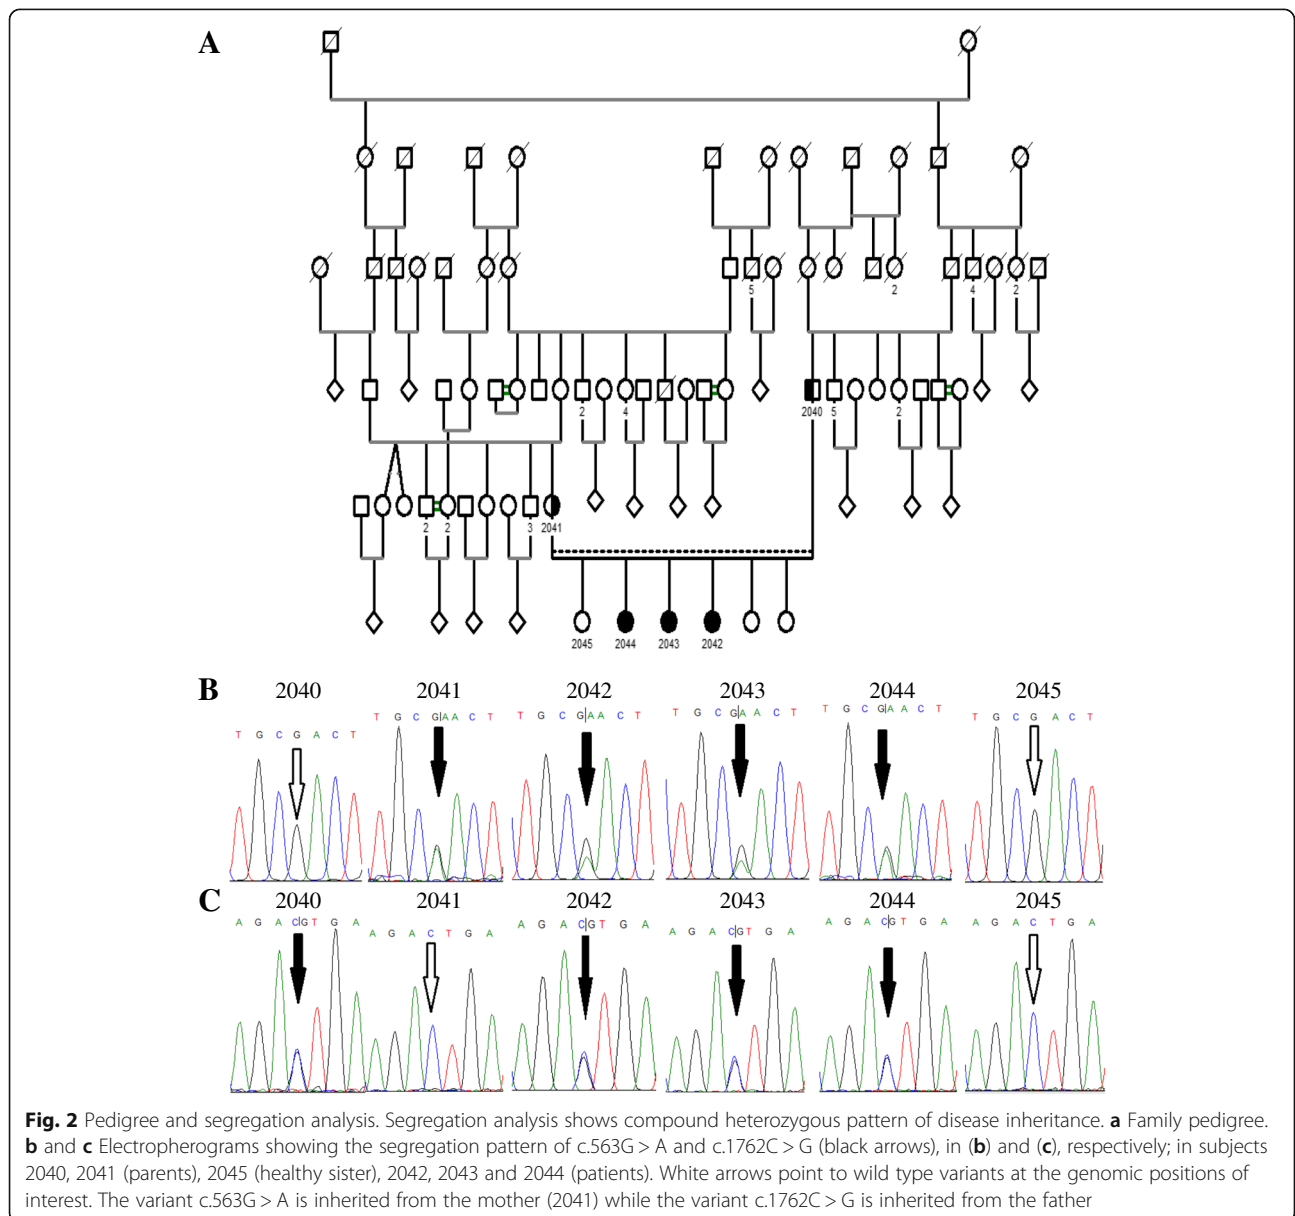 A
5
2
4
2
2
4
2040
5
2
2
2
3
2041
2045
2044
2043
2042
B
2040
2041
2042
2043
2044
2045
T G C G A C T
T G C G|A A C T
T G C G|A A C T
T G C G|A A C T
T G C G|A A C T
T G C G A C T
C
2040
2041
2042
2043
2044
2045
A G A C|G T G A
A G A C T G A
A G A C|G T G A
A G A C|G T G A
A G A C|G T G A
A G A C T G A
Fig. 2 Pedigree and segregation analysis. Segregation analysis shows compound heterozygous pattern of disease inheritance. a Family pedigree.
b and c Electropherograms showing the segregation pattern of c.563G > A and c.1762C > G (black arrows), in (b) and (c), respectively; in subjects
2040, 2041 (parents), 2045 (healthy sister), 2042, 2043 and 2044 (patients). White arrows point to wild type variants at the genomic positions of
interest. The variant c.563G > A is inherited from the mother (2041) while the variant c.1762C > G is inherited from the father